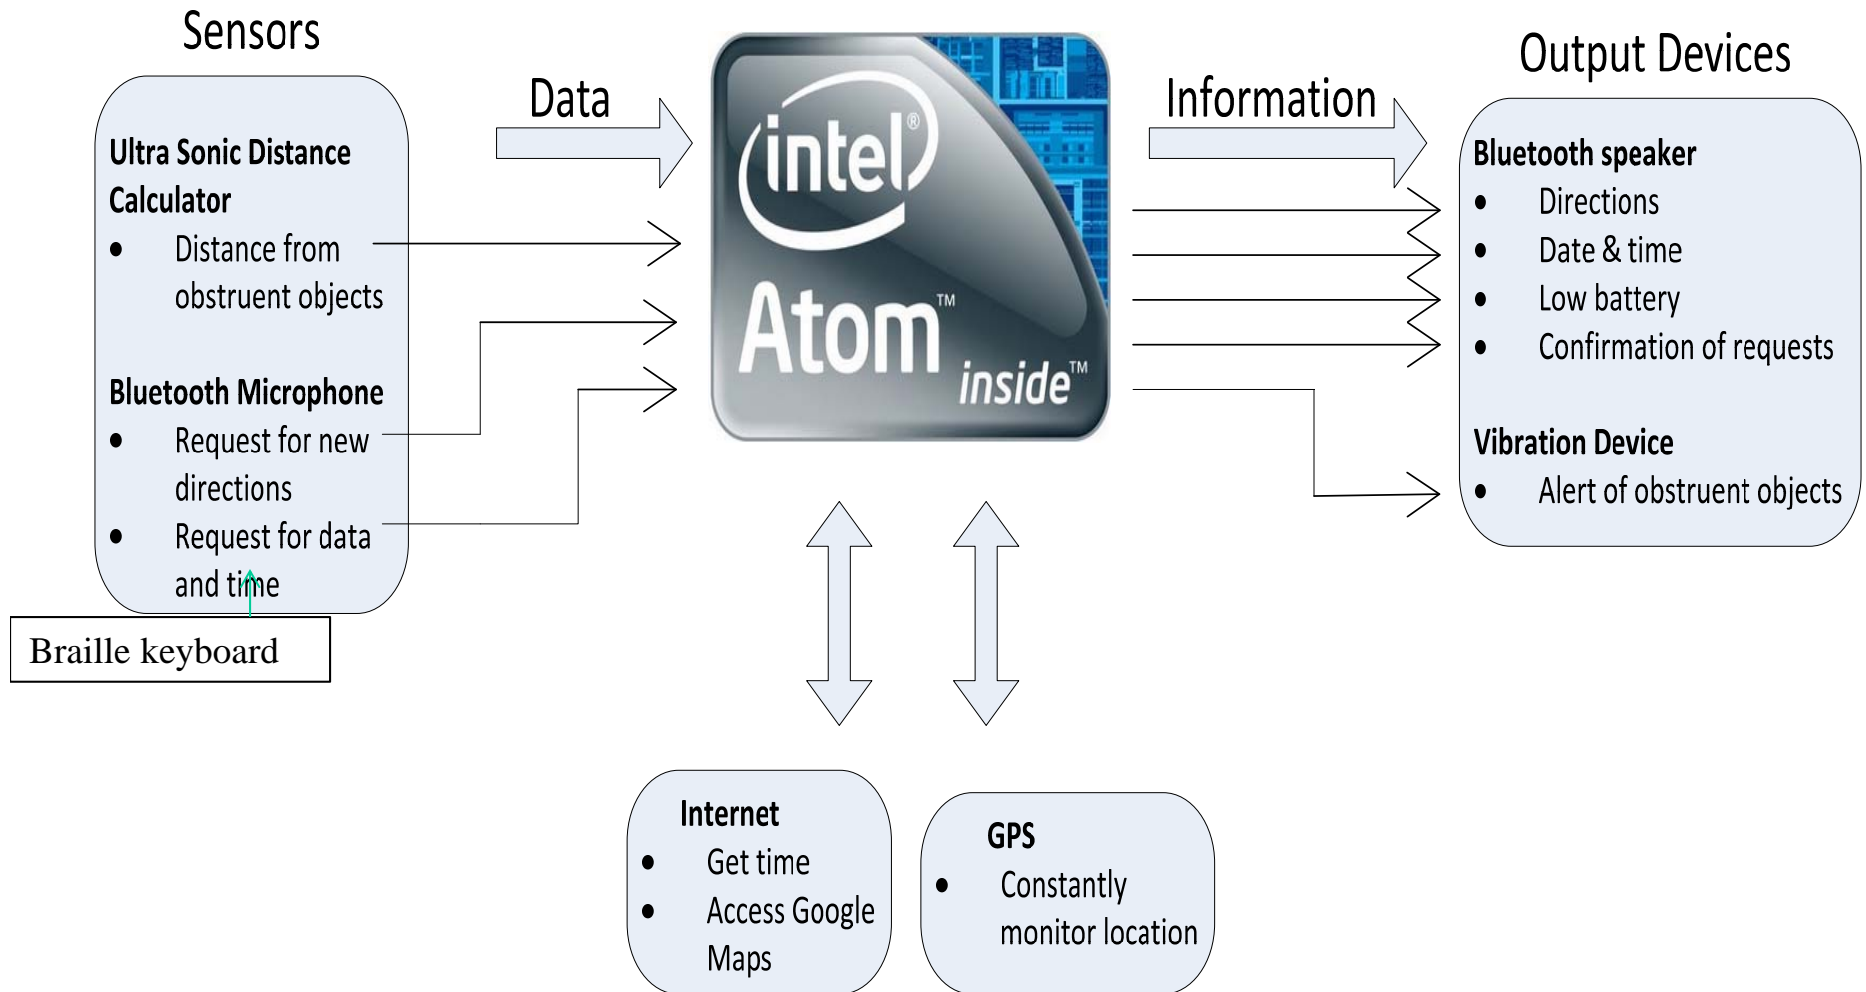 Sensors
Ultra Sonic Distance
Calculator
• Distance from
obstruent objects
Bluetooth Microphone
• Request for new
directions
• Request for data
and time
Braille keyboard
Data
intel®
Atom™
inside™
Information
Output Devices
Bluetooth speaker
• Directions
• Date & time
• Low battery
• Confirmation of requests
Vibration Device
• Alert of obstruent objects
Internet
• Get time
• Access Google
Maps
GPS
• Constantly
monitor location